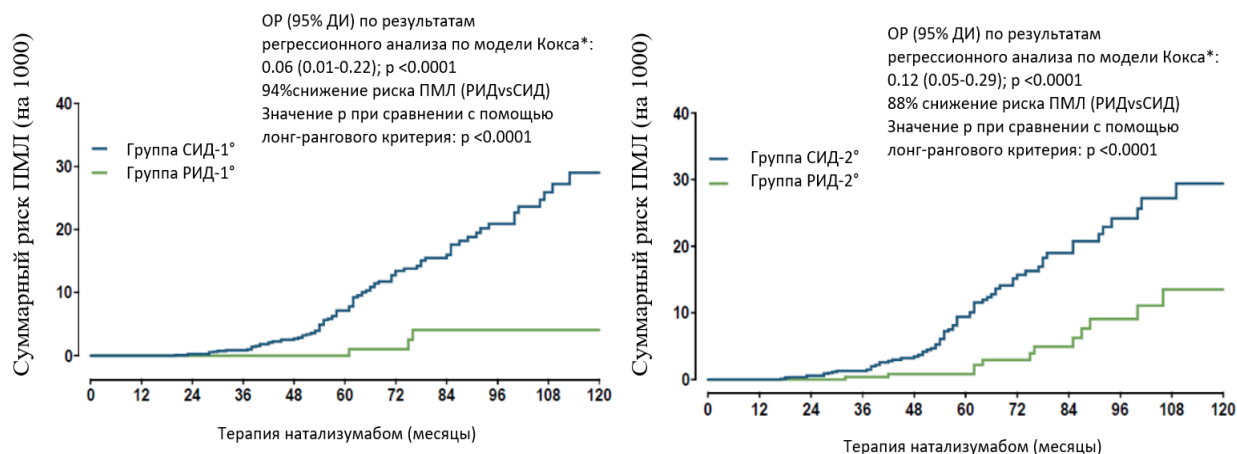 ОР (95% ДИ) по результатам
регрессионного анализа по модели Кокса*:
0.06 (0.01-0.22); p <0.0001
94%снижение риска ПМЛ (РИДvsСИД)
Значение р при сравнении с помощью
лонг-рангового критерия: p <0.0001
Суммарный риск ПМЛ (на 1000)
40
30
20
10
0
Группа СИД-1°
Группа РИД-1°
0 12 24 36 48 60 72 84 96 108 120
Терапия натализумабом (месяцы)
ОР (95% ДИ) по результатам
регрессионного анализа по модели Кокса*:
0.12 (0.05-0.29); p <0.0001
88% снижение риска ПМЛ (РИДvsСИД)
Значение р при сравнении с помощью
лонг-рангового критерия: p <0.0001
Суммарный риск ПМЛ (на 1000)
40
30
20
10
0
Группа СИД-2°
Группа РИД-2°
0 12 24 36 48 60 72 84 96 108 120
Терапия натализумабом (месяцы)